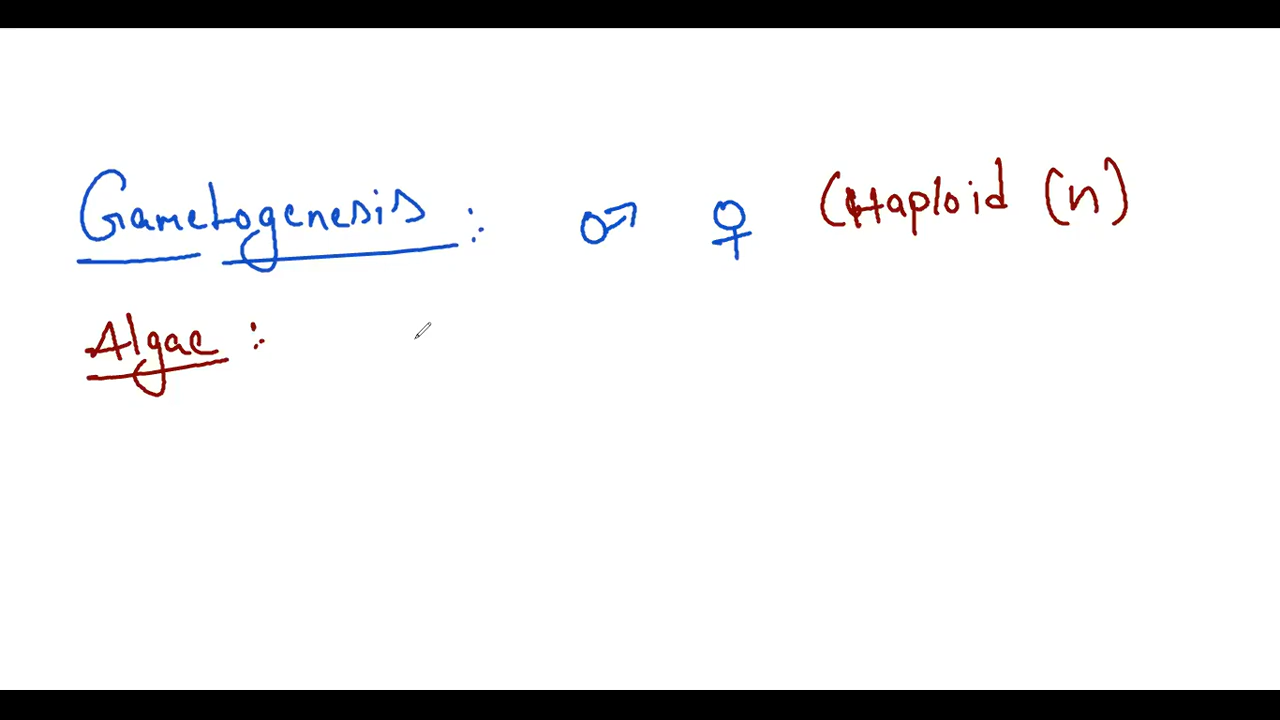 Gametogenesis : ♂ ♀ (Haploid (n)
Algae :